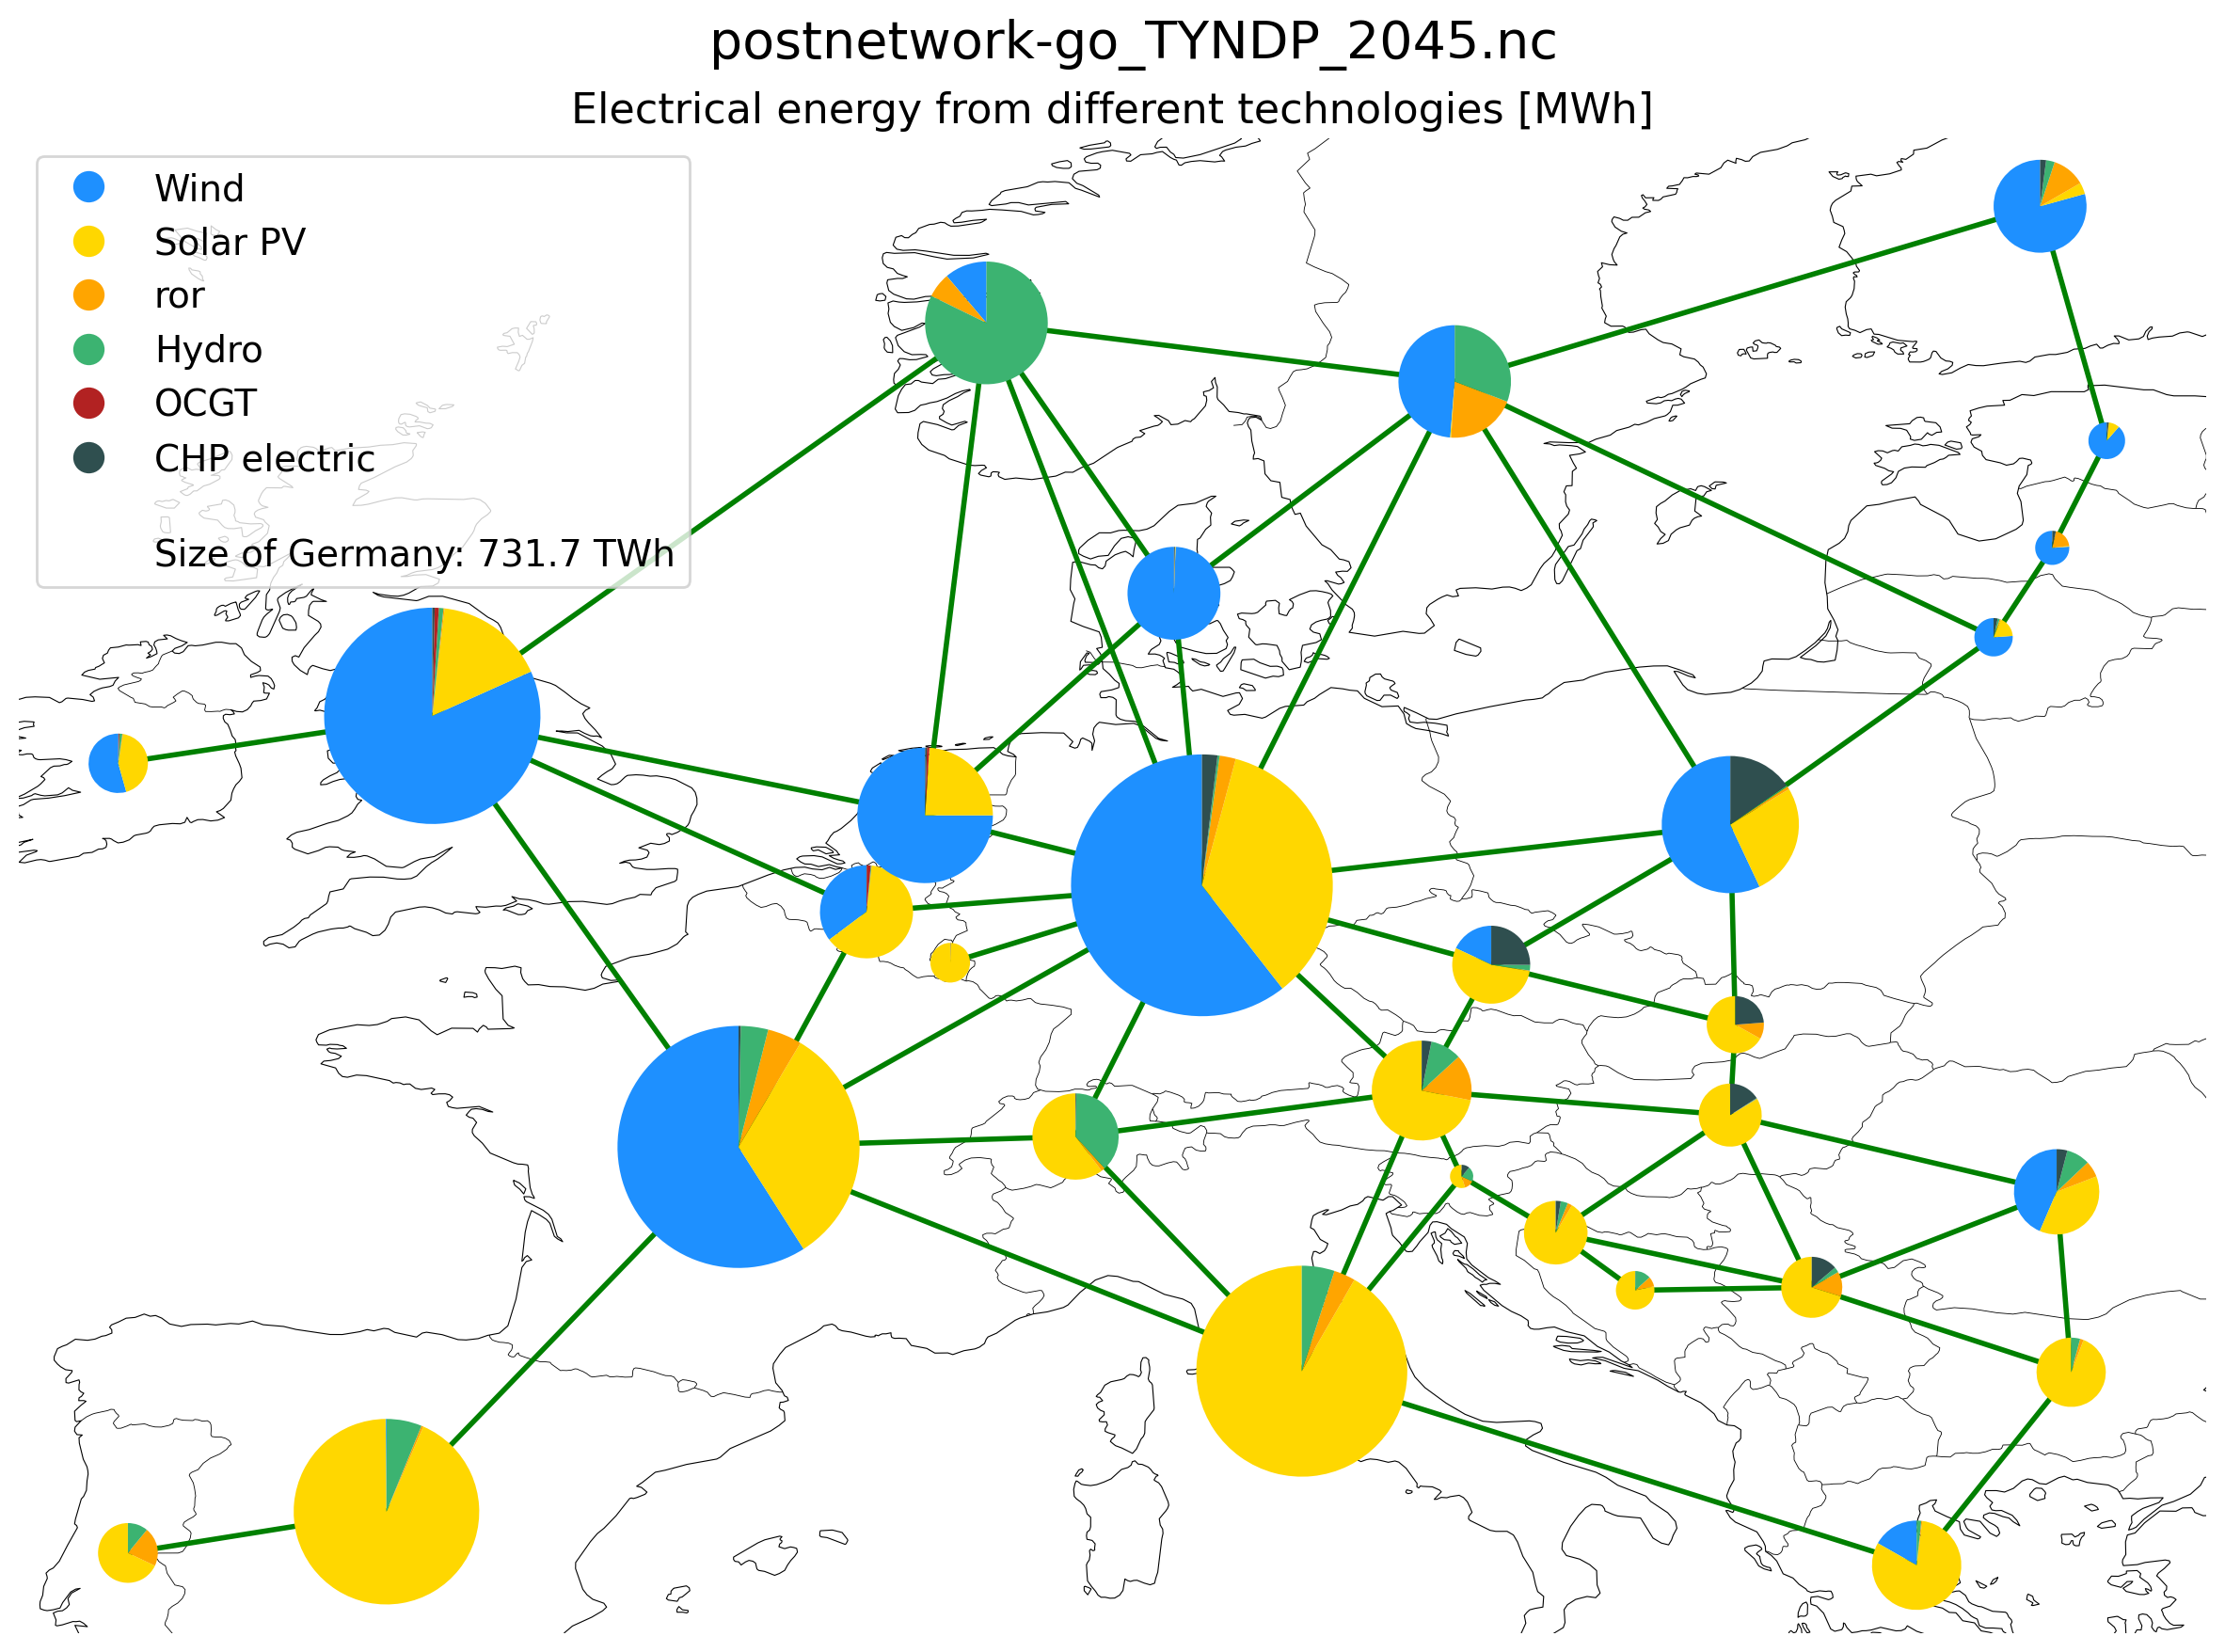 postnetwork-go_TYNDP_2045.nc
Electrical energy from different technologies [MWh]
Wind
Solar PV
ror
Hydro
OCGT
CHP electric
Size of Germany: 731.7 TWh